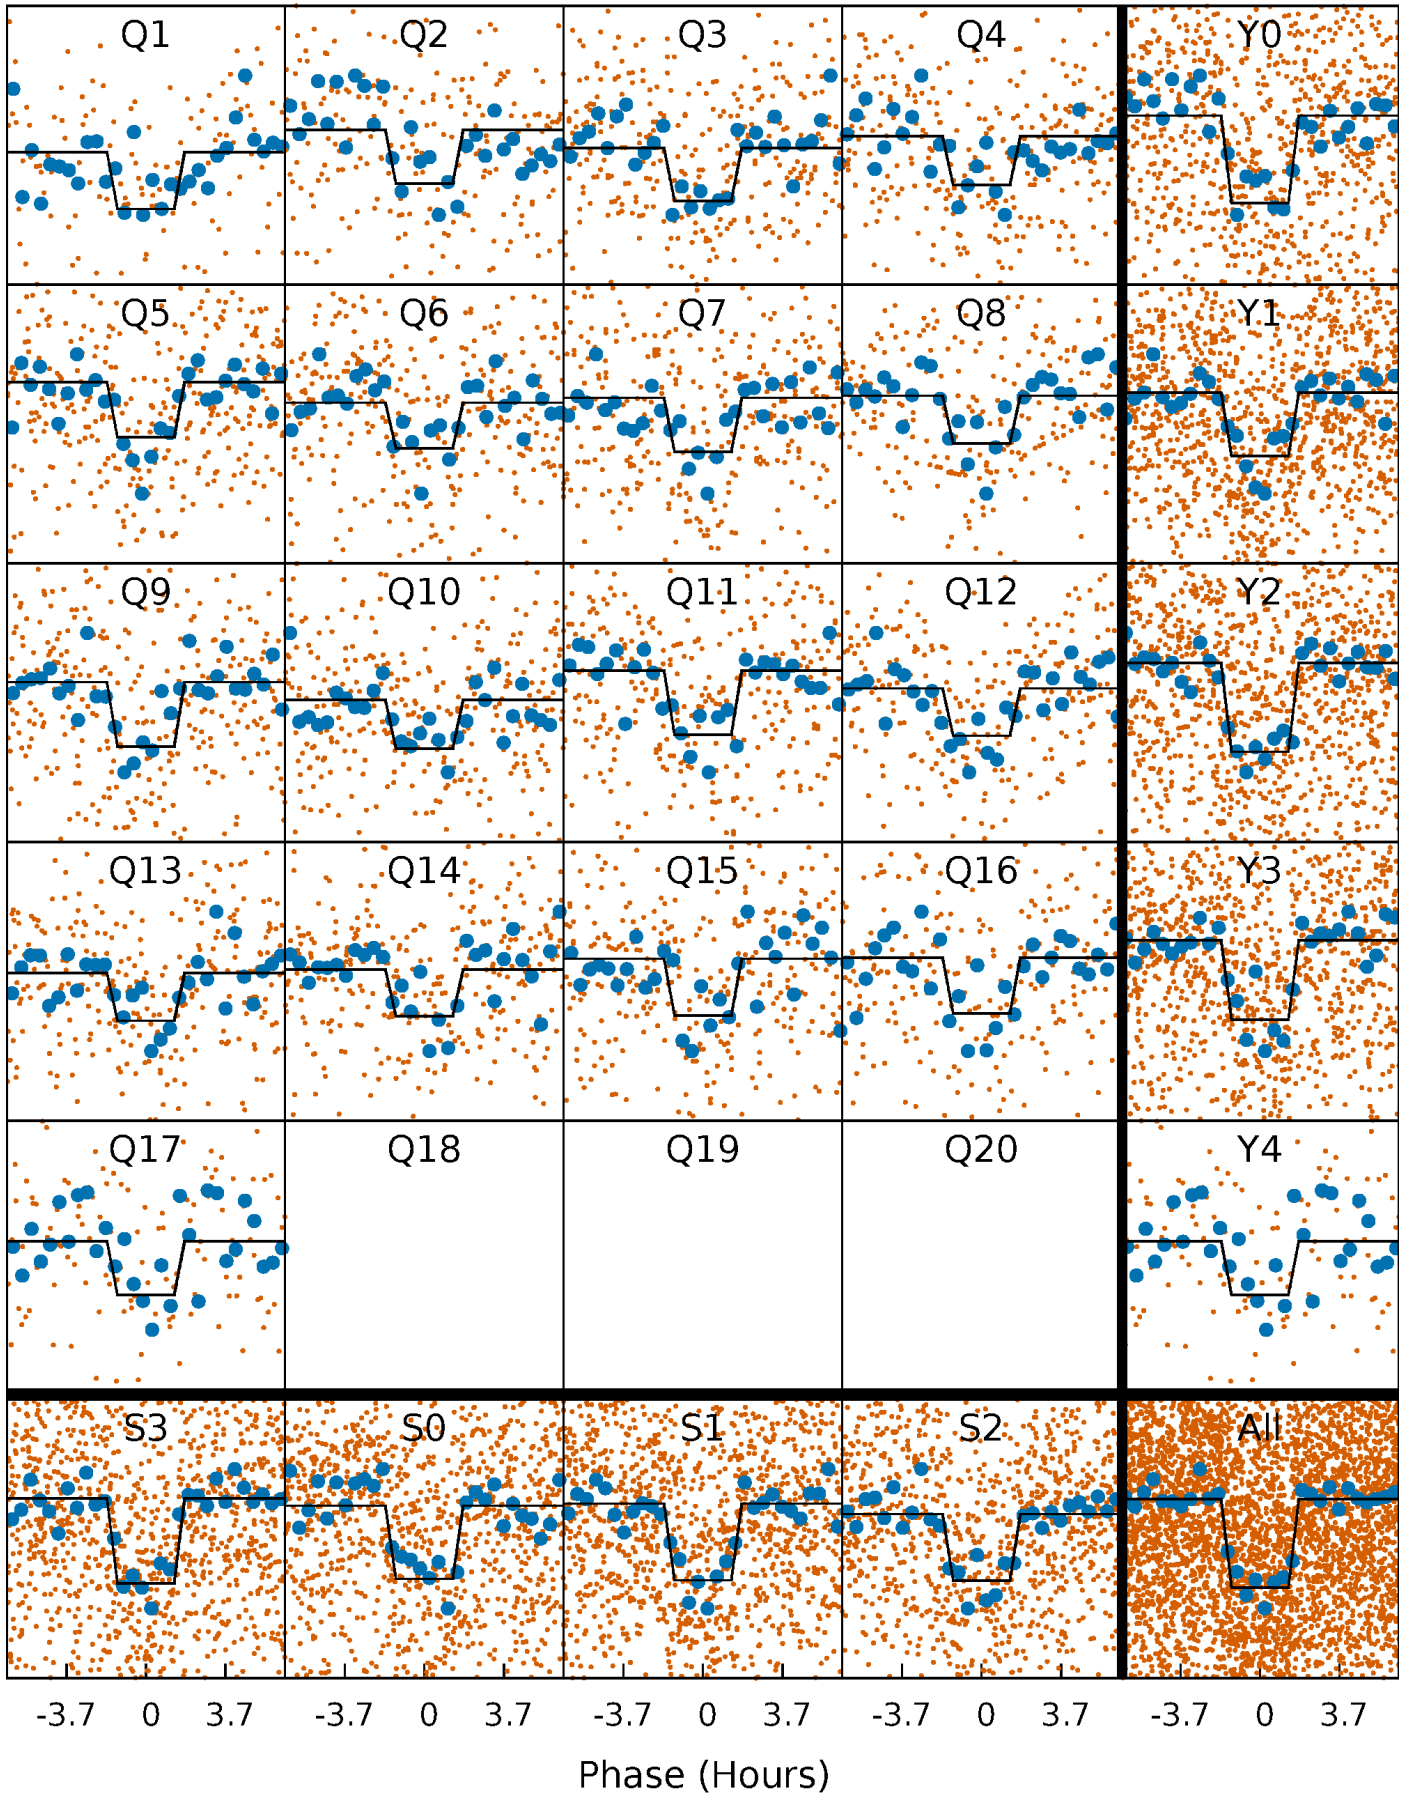 Q1 Q2 Q3 Q4 Y0
Q5 Q6 Q7 Q8 Y1
Q9 Q10 Q11 Q12 Y2
Q13 Q14 Q15 Q16 Y3
Q17 Q18 Q19 Q20 Y4
S3 S0 S1 S2 All
-3.7 0 3.7 -3.7 0 3.7 -3.7 0 3.7 -3.7 0 3.7 -3.7 0 3.7
Phase (Hours)